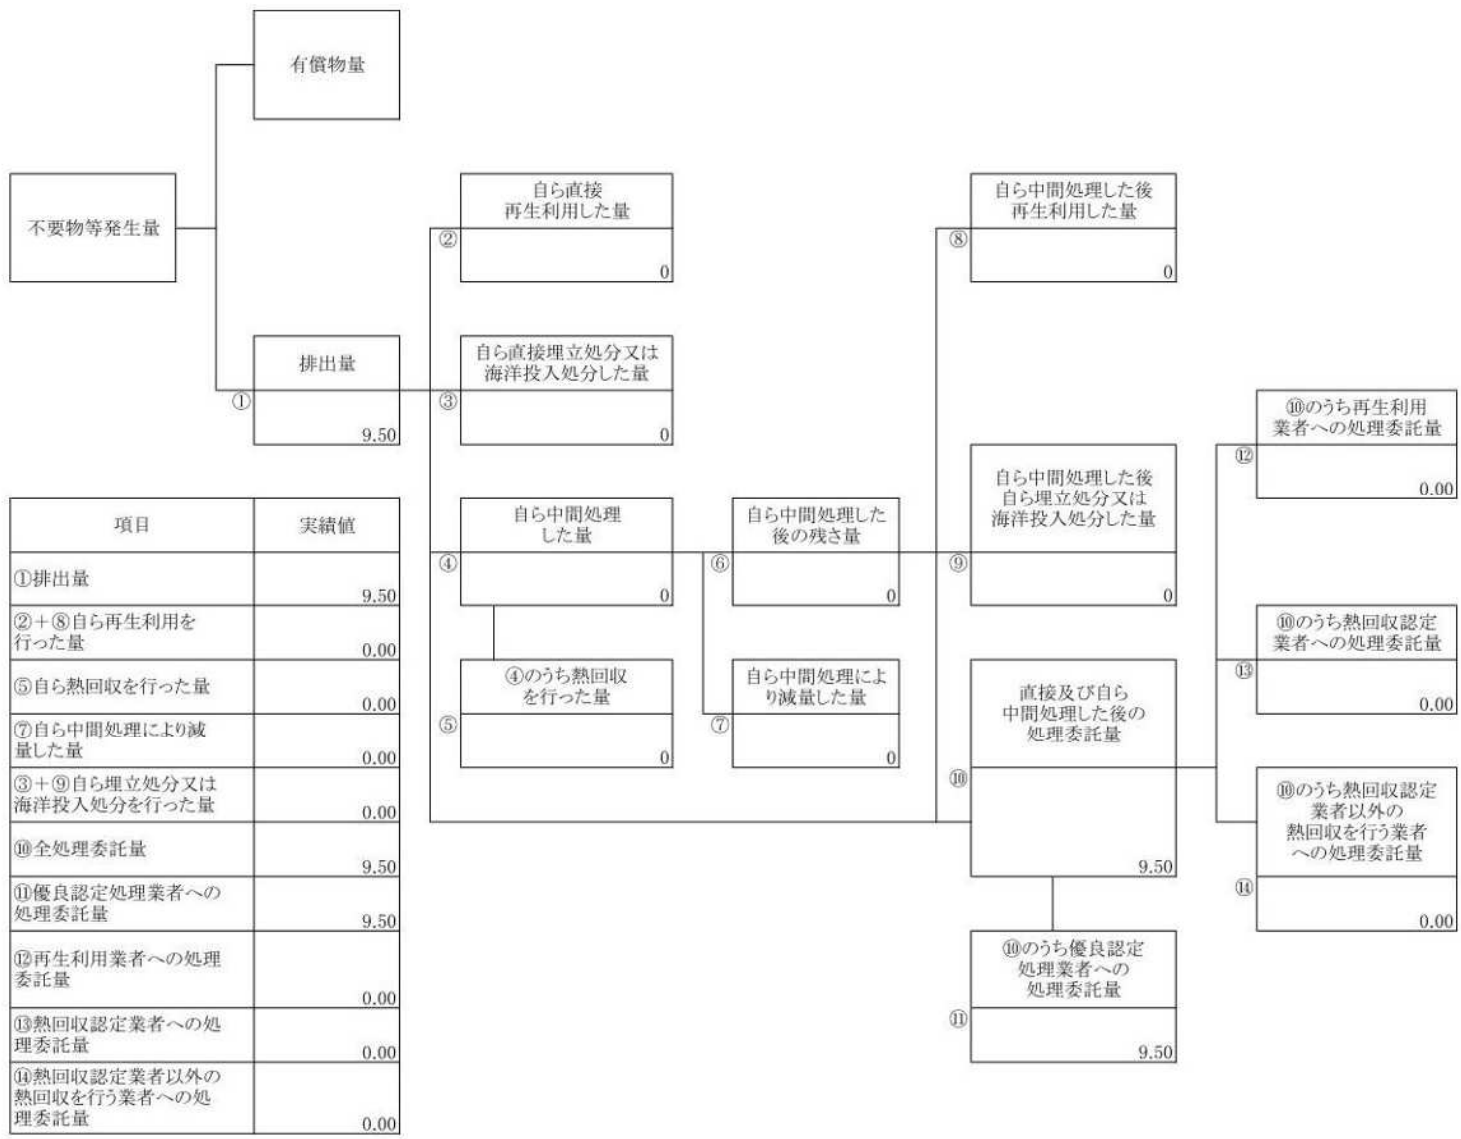 有償物量
不要物等発生量
自ら直接
再生利用した量
②
0
自ら中間処理した後
再生利用した量
⑧
0
排出量
①
9.50
自ら直接埋立処分又は
海洋投入処分した量
③
0
⑩のうち再生利用
業者への処理委託量
⑫
0.00
自ら中間処理
した量
④
0
自ら中間処理した
後の残さ量
⑥
0
自ら中間処理した後
自ら埋立処分又は
海洋投入処分した量
⑨
0
⑩のうち熱回収認定
業者への処理委託量
⑬
0.00
④のうち熱回収
を行った量
⑤
0
自ら中間処理によ
り減量した量
⑦
0
直接及び自ら
中間処理した後の
処理委託量
⑩
9.50
⑩のうち熱回収認定
業者以外の
熱回収を行う業者
への処理委託量
⑭
0.00
⑩のうち優良認定
処理業者への
処理委託量
⑪
9.50
項目
実績値
①排出量
9.50
②+⑧自ら再生利用を
行った量
0.00
⑤自ら熱回収を行った量
0.00
⑦自ら中間処理により減
量した量
0.00
③+⑨自ら埋立処分又は
海洋投入処分を行った量
0.00
⑩全処理委託量
9.50
⑪優良認定処理業者への
処理委託量
9.50
⑫再生利用業者への処理
委託量
0.00
⑬熱回収認定業者への処
理委託量
0.00
⑭熱回収認定業者以外の
熱回収を行う業者への処
理委託量
0.00